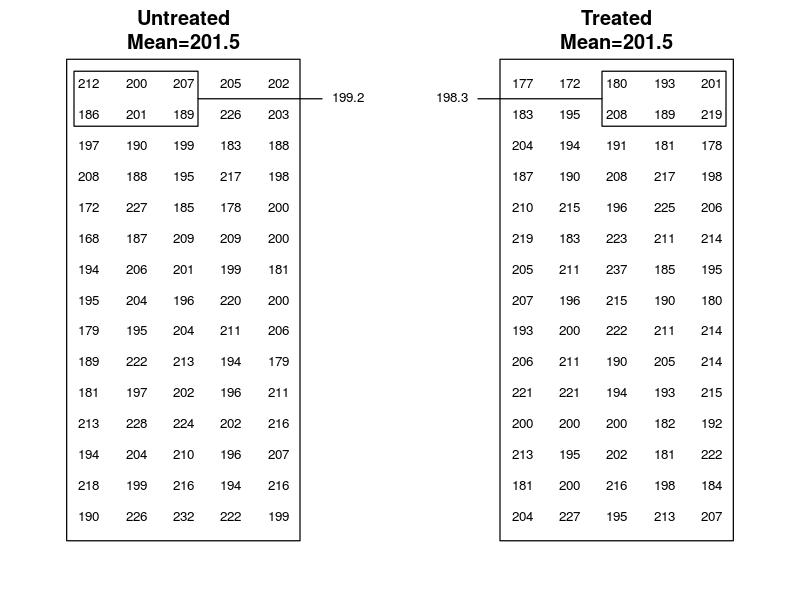 Untreated
Mean=201.5
212 200 207 205 202
199.2
186 201 189 226 203
197 190 199 183 188
208 188 195 217 198
172 227 185 178 200
168 187 209 209 200
194 206 201 199 181
195 204 196 220 200
179 195 204 211 206
189 222 213 194 179
181 197 202 196 211
213 228 224 202 216
194 204 210 196 207
218 199 216 194 216
190 226 232 222 199
Treated
Mean=201.5
177 172 180 193 201
198.3
183 195 208 189 219
204 194 191 181 178
187 190 208 217 198
210 215 196 225 206
219 183 223 211 214
205 211 237 185 195
207 196 215 190 180
193 200 222 211 214
206 211 190 205 214
221 221 194 193 215
200 200 200 182 192
213 195 202 181 222
181 200 216 198 184
204 227 195 213 207